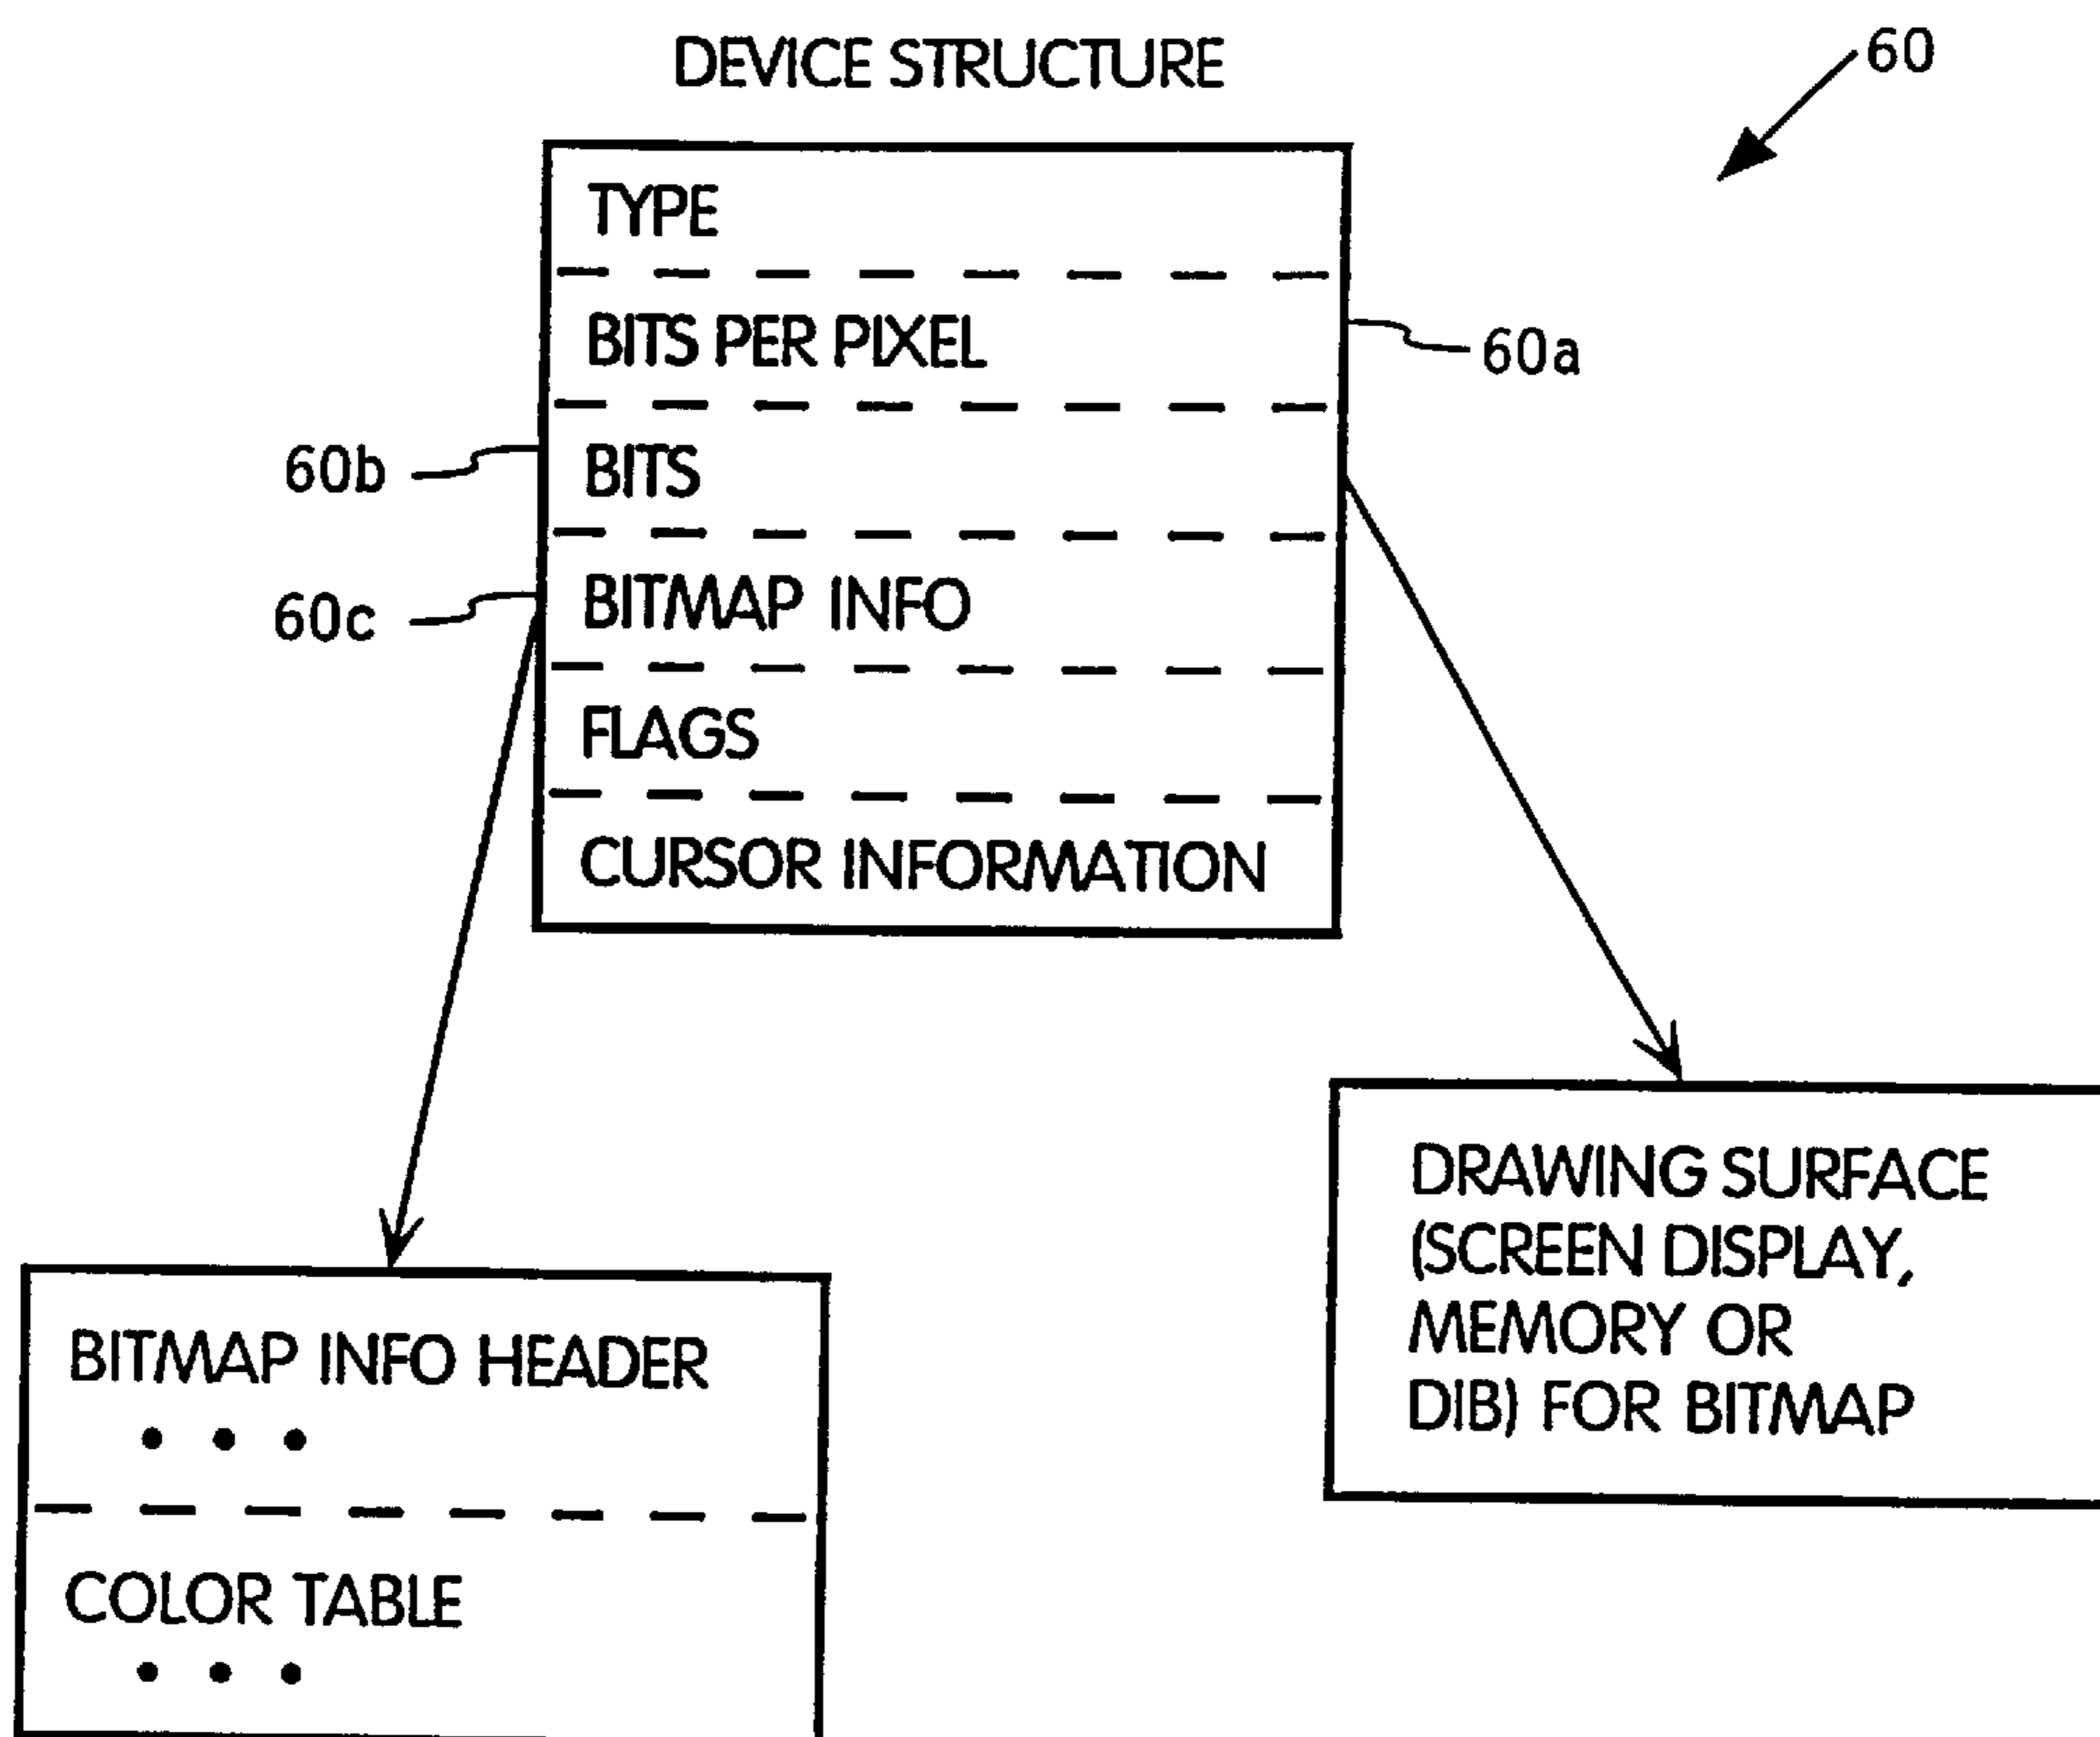 DEVICE STRUCTURE
60
TYPE
BITS PER PIXEL
60a
60b
BITS
60c
BITMAP INFO
FLAGS
CURSOR INFORMATION
DRAWING SURFACE
(SCREEN DISPLAY,
MEMORY OR
DIB) FOR BITMAP
BITMAP INFO HEADER
• • •
COLOR TABLE
• • •